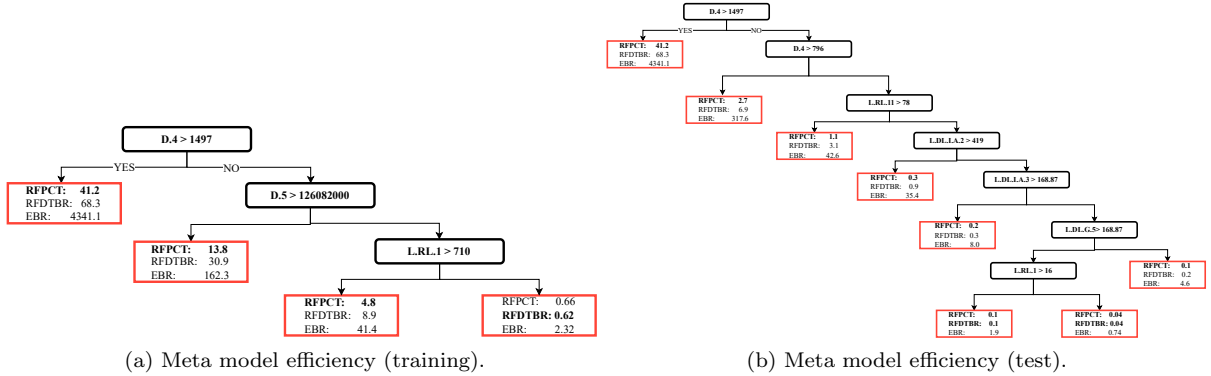 D.4 > 1497
YES
NO
RFPCT: 41.2
RFDTBR: 68.3
EBR: 4341.1
D.5 > 126082000
RFPCT: 13.8
RFDTBR: 30.9
EBR: 162.3
L.RL.1 > 710
RFPCT: 4.8
RFDTBR: 8.9
EBR: 41.4
RFPCT: 0.66
RFDTBR: 0.62
EBR: 2.32
(a) Meta model efficiency (training).
D.4 > 1497
YES
NO
RFPCT: 41.2
RFDTBR: 68.3
EBR: 4341.1
D.4 > 796
RFPCT: 2.7
RFDTBR: 6.9
EBR: 317.6
L.RL.11 > 78
RFPCT: 1.1
RFDTBR: 3.1
EBR: 42.6
L.DL.I.A.2 > 419
RFPCT: 0.3
RFDTBR: 0.9
EBR: 35.4
L.DL.I.A.3 > 168.87
RFPCT: 0.2
RFDTBR: 0.3
EBR: 8.0
L.DL.G.5> 168.87
L.RL.1 > 16
RFPCT: 0.1
RFDTBR: 0.2
EBR: 4.6
RFPCT: 0.1
RFDTBR: 0.1
EBR: 1.9
RFPCT: 0.04
RFDTBR: 0.04
EBR: 0.74
(b) Meta model efficiency (test).